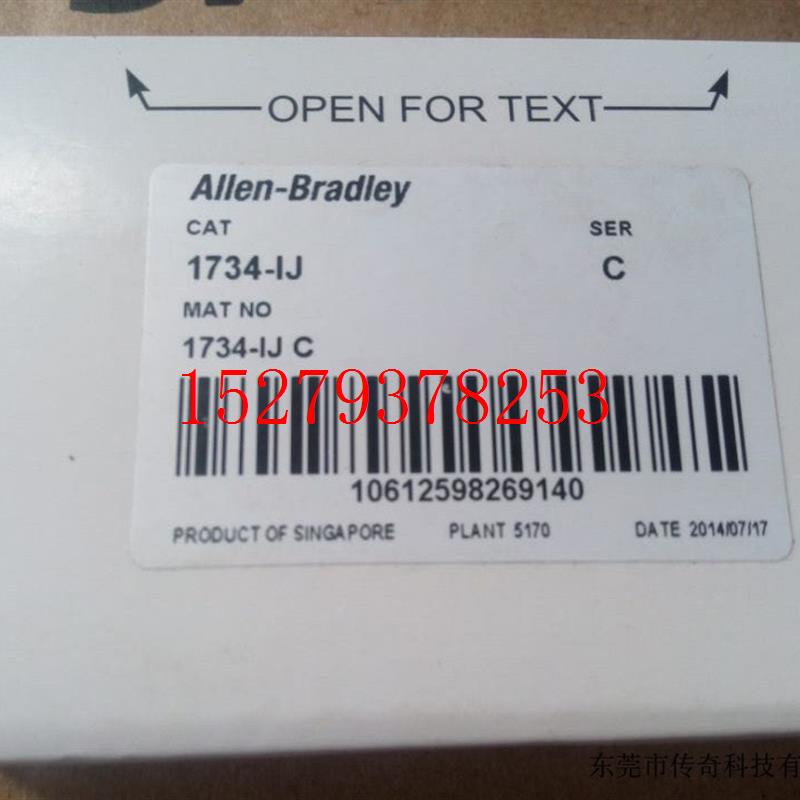 OPEN FOR TEXT
Allen-Bradley
CAT SER
1734-IJ C
MAT NO
1734-IJ C
15279378253
10612598269140
PRODUCT OF SINGAPORE PLANT 5170 DATE 2014/07/17
东莞市传奇科技有